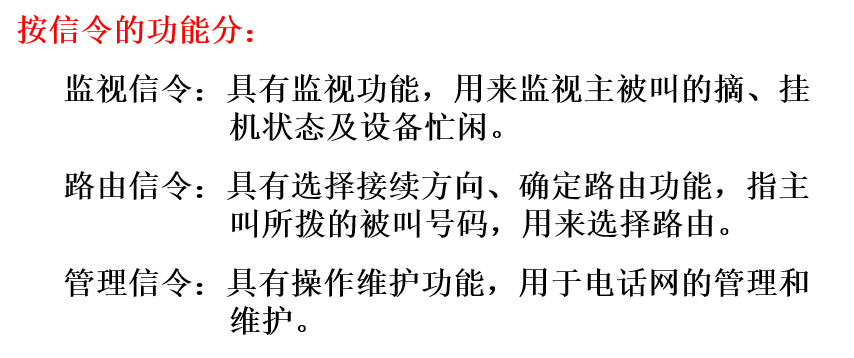 按信令的功能分：
监视信令：具有监视功能，用来监视主被叫的摘、挂
机状态及设备忙闲。
路由信令：具有选择接续方向、确定路由功能，指主
叫所拨的被叫号码，用来选择路由。
管理信令：具有操作维护功能，用于电话网的管理和
维护。